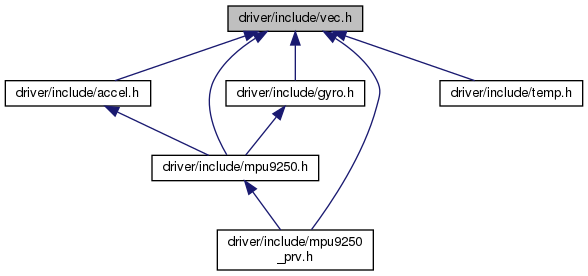 driver/include/vec.h
driver/include/accel.h
driver/include/gyro.h
driver/include/temp.h
driver/include/mpu9250.h
driver/include/mpu9250
_prv.h